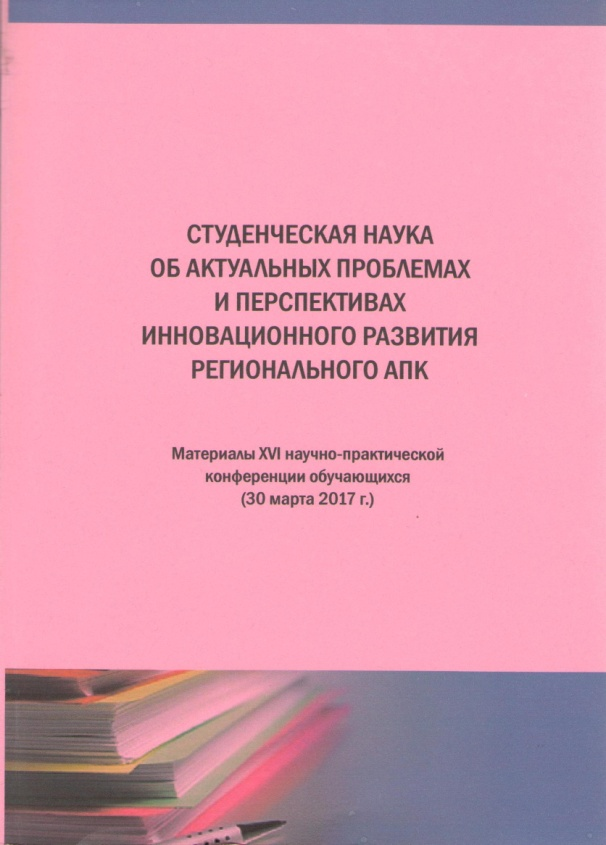 СТУДЕНЧЕСКАЯ НАУКА
ОБ АКТУАЛЬНЫХ ПРОБЛЕМАХ
И ПЕРСПЕКТИВАХ
ИННОВАЦИОННОГО РАЗВИТИЯ
РЕГИОНАЛЬНОГО АПК
Материалы XVI научно-практической
конференции обучающихся
(30 марта 2017 г.)